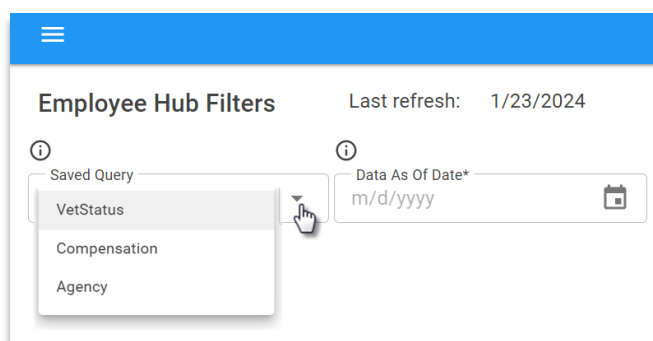 Employee Hub Filters
Last refresh: 1/23/2024
Saved Query
Data As Of Date*
m/d/yyyy
VetStatus
Compensation
Agency